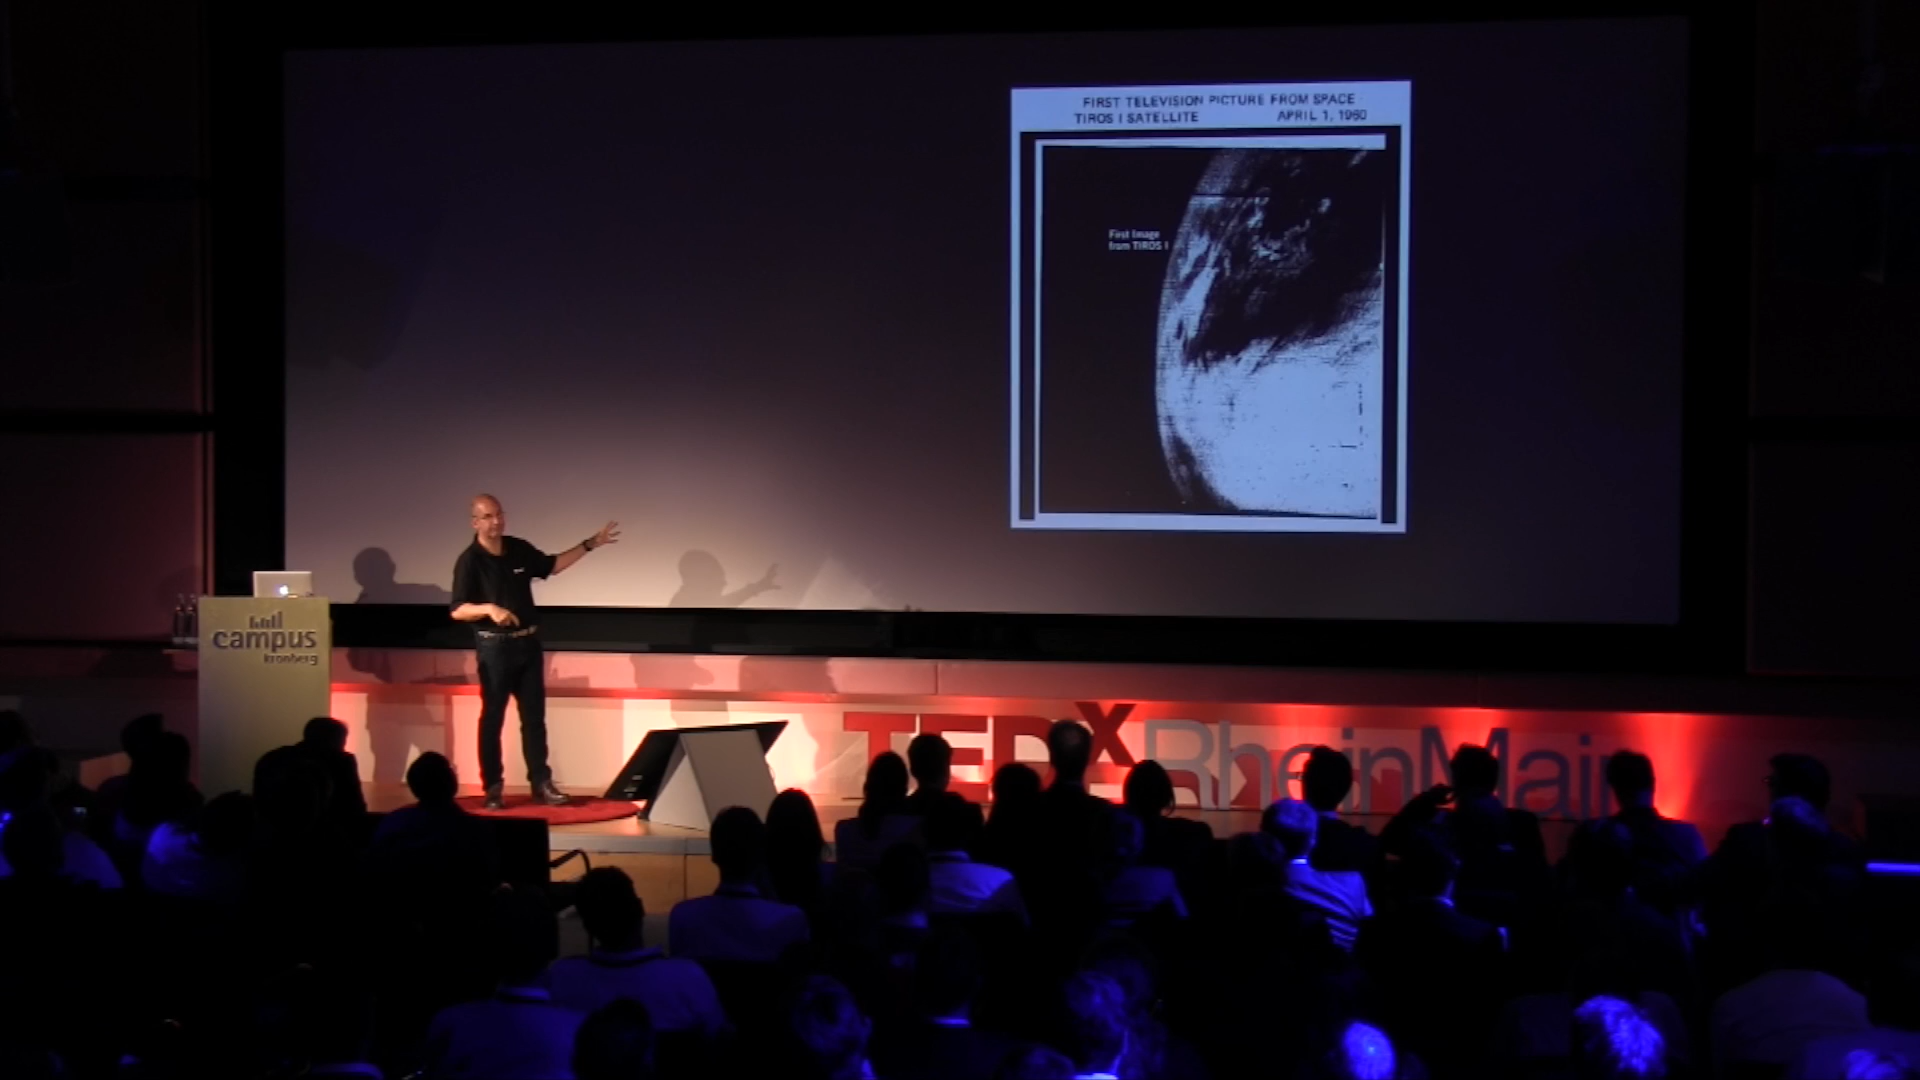 FIRST TELEVISION PICTURE FROM SPACE
TIROS I SATELLITE APRIL 1, 1960
First Image
from TIROS I
campus
kronberg
TEDxRheinMain